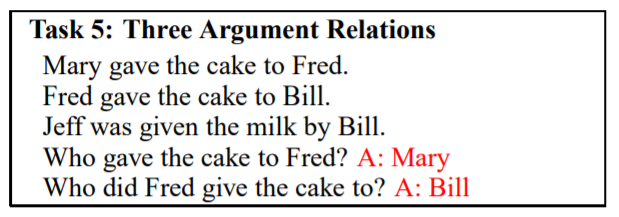 Task 5: Three Argument Relations
Mary gave the cake to Fred.
Fred gave the cake to Bill.
Jeff was given the milk by Bill.
Who gave the cake to Fred? A: Mary
Who did Fred give the cake to? A: Bill